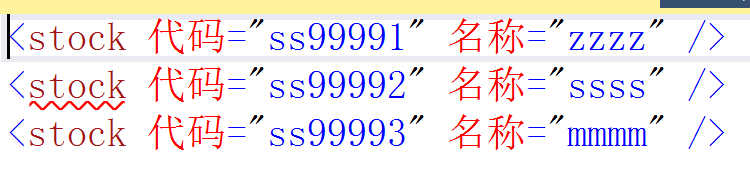 <stock 代码="ss99991" 名称="zzzz" />
<stock 代码="ss99992" 名称="ssss" />
<stock 代码="ss99993" 名称="mmmm" />